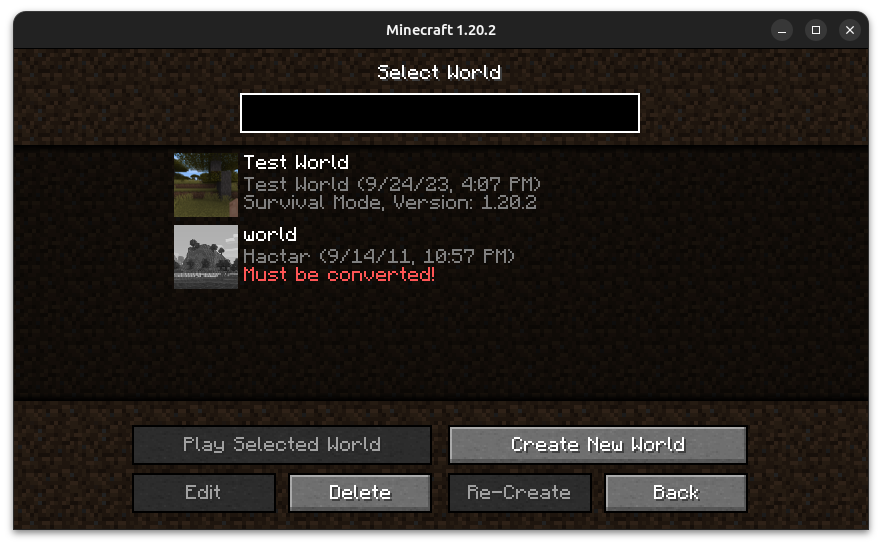 Minecraft 1.20.2
Select World
Test World
Test World (9/24/23, 4:07 PM)
Survival Mode, Version: 1.20.2
world
Hactar (9/14/11, 10:57 PM)
Must be converted!
Play Selected World
Create New World
Edit
Delete
Re-Create
Back